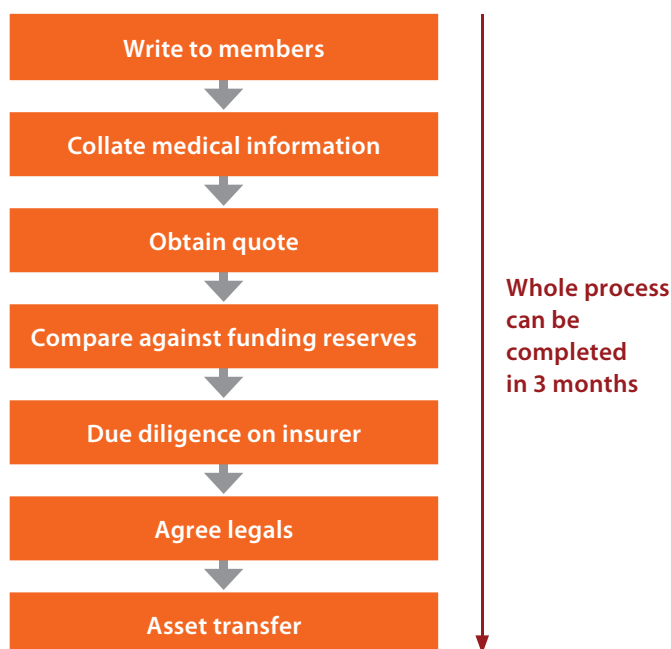 Write to members
Collate medical information
Obtain quote
Compare against funding reserves
Due diligence on insurer
Agree legals
Asset transfer
Whole process
can be
completed
in 3 months